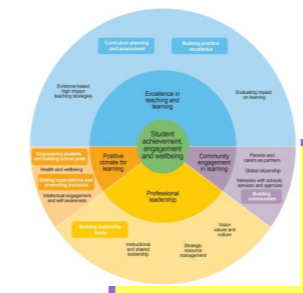 Curriculum planning
and assessment
Building practice
excellence
Evidence-based
high impact
teaching strategies
Excellence in
teaching and
learning
Evaluating impact
on learning
Student
achievement,
engagement
and wellbeing
Empowering students
and building school pride
Health and wellbeing
Setting expectations and
promoting inclusion
Intellectual engagement
and self awareness
Positive
climate for
learning
Community
engagement
in learning
Parents and
carers as partners
Global citizenship
Networks with schools,
services and agencies
Building
communities
Professional
leadership
Building leadership
teams
Instructional
and shared
leadership
Strategic
resource
management
Vision
values and
culture